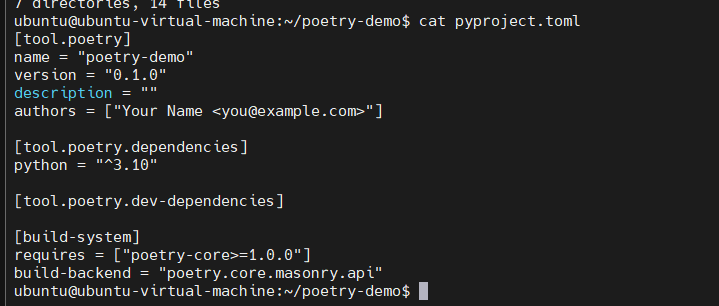 7 directories, 14 files
ubuntu@ubuntu-virtual-machine:~/poetry-demo$ cat pyproject.toml
[tool.poetry]
name = "poetry-demo"
version = "0.1.0"
description = ""
authors = ["Your Name <you@example.com>"]
[tool.poetry.dependencies]
python = "^3.10"
[tool.poetry.dev-dependencies]
[build-system]
requires = ["poetry-core>=1.0.0"]
build-backend = "poetry.core.masonry.api"
ubuntu@ubuntu-virtual-machine:~/poetry-demo$